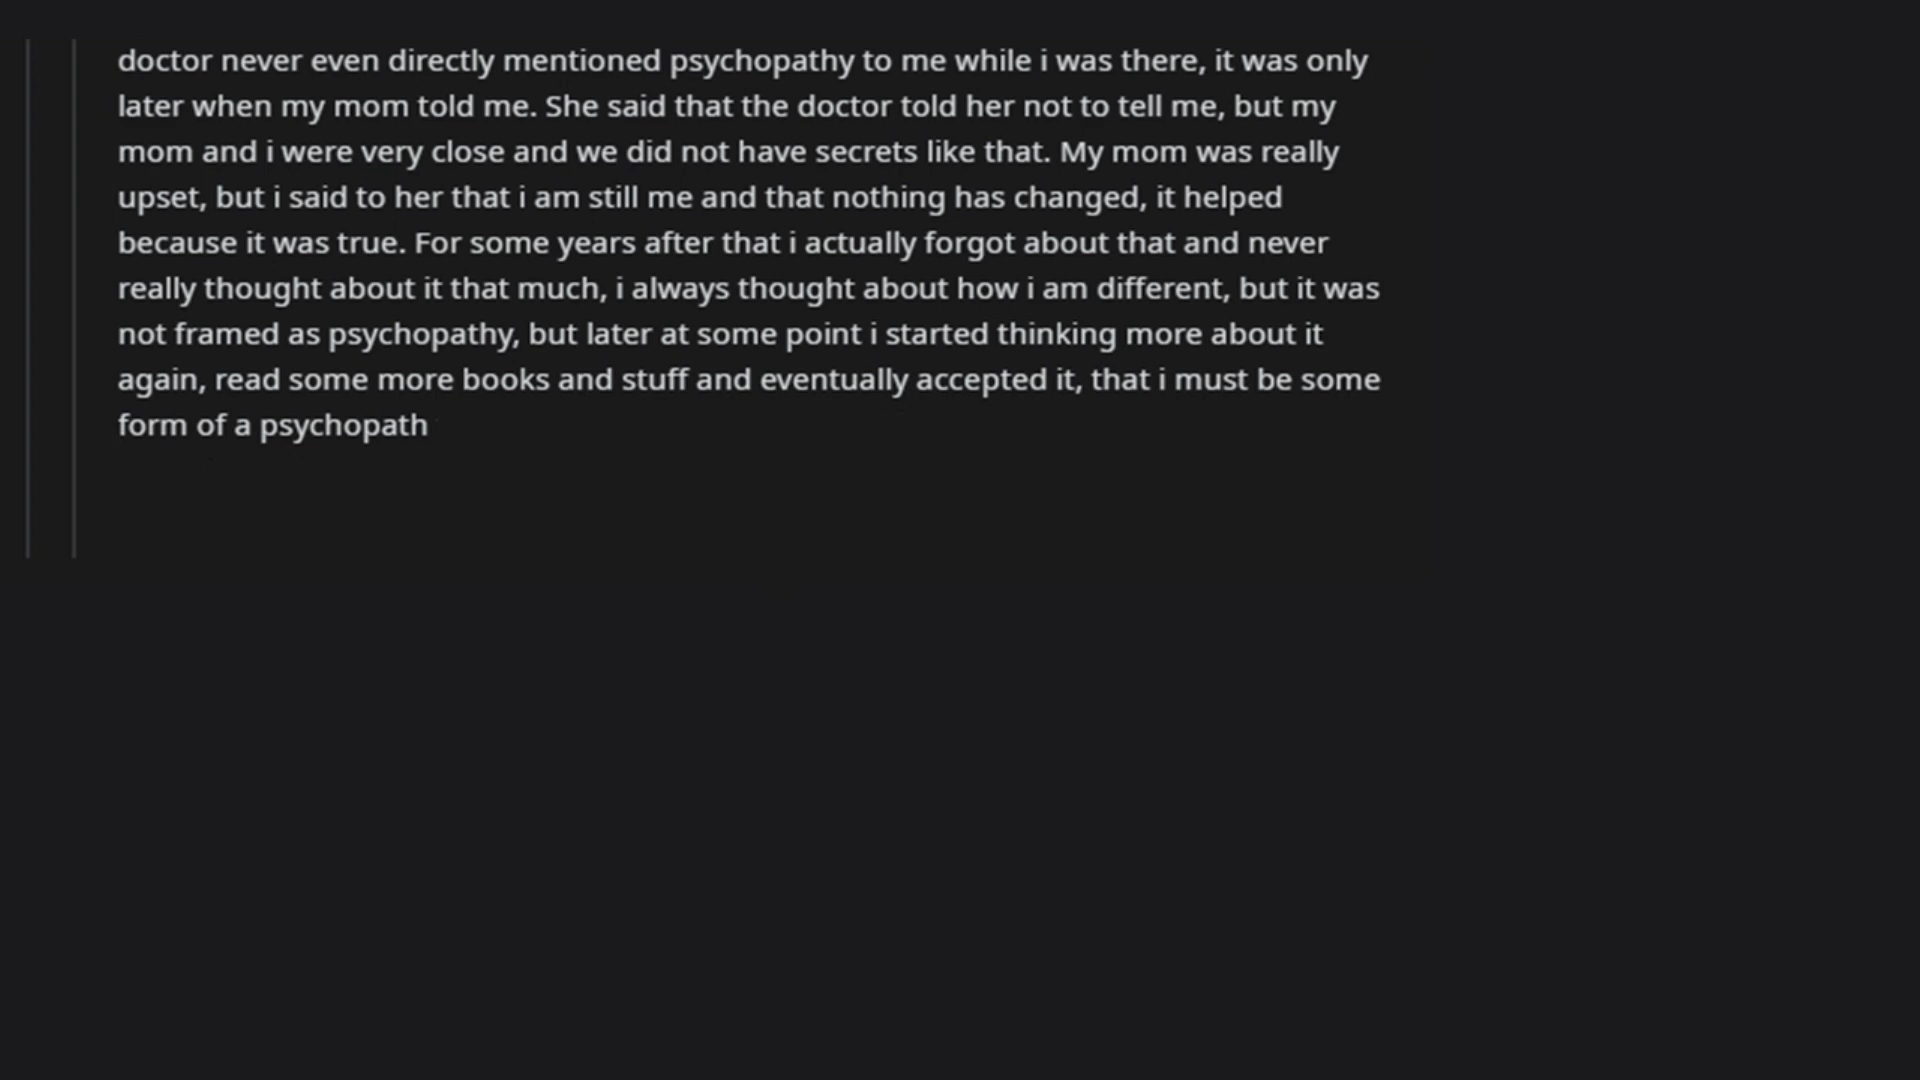 doctor never even directly mentioned psychopathy to me while i was there, it was only
later when my mom told me. She said that the doctor told her not to tell me, but my
mom and i were very close and we did not have secrets like that. My mom was really
upset, but i said to her that i am still me and that nothing has changed, it helped
because it was true. For some years after that i actually forgot about that and never
really thought about it that much, i always thought about how i am different, but it was
not framed as psychopathy, but later at some point i started thinking more about it
again, read some more books and stuff and eventually accepted it, that i must be some
form of a psychopath